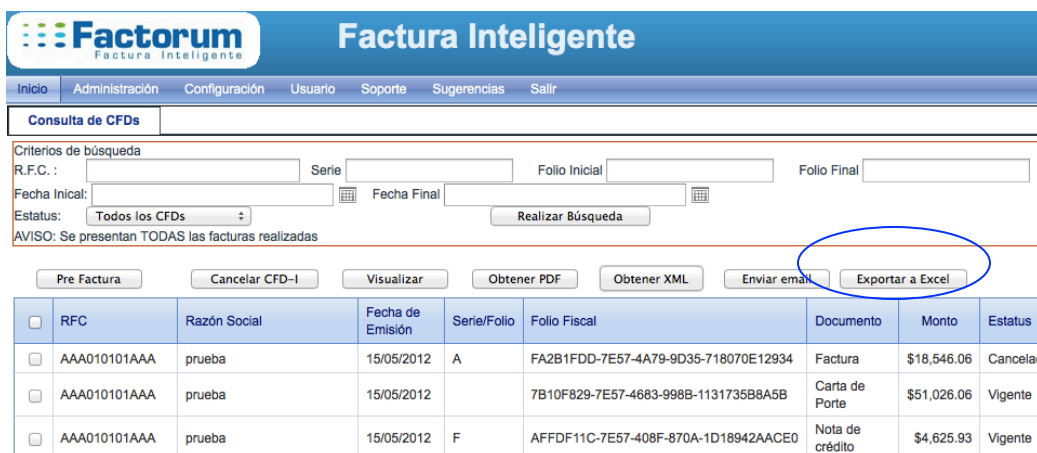 Factorum
Factura Inteligente
Factura Inteligente
Inicio Administración Configuración Usuario Soporte Sugerencias Salir
Consulta de CFDs
Criterios de búsqueda
R.F.C. : Serie Folio Inicial Folio Final
Fecha Inical: Fecha Final
Estatus: Todos los CFDs Realizar Búsqueda
AVISO: Se presentan TODAS las facturas realizadas
Pre Factura Cancelar CFD-I Visualizar Obtener PDF Obtener XML Enviar email Exportar a Excel
RFC Razón Social Fecha de Emisión Serie/Folio Folio Fiscal Documento Monto Estatus
AAA010101AAA prueba 15/05/2012 A FA2B1FDD-7E57-4A79-9D35-718070E12934 Factura $18,546.06 Cancela
AAA010101AAA prueba 15/05/2012 7B10F829-7E57-4683-998B-1131735B8A5B Carta de Porte $51,026.06 Vigente
AAA010101AAA prueba 15/05/2012 F AFFDF11C-7E57-408F-870A-1D18942AACE0 Nota de crédito $4,625.93 Vigente